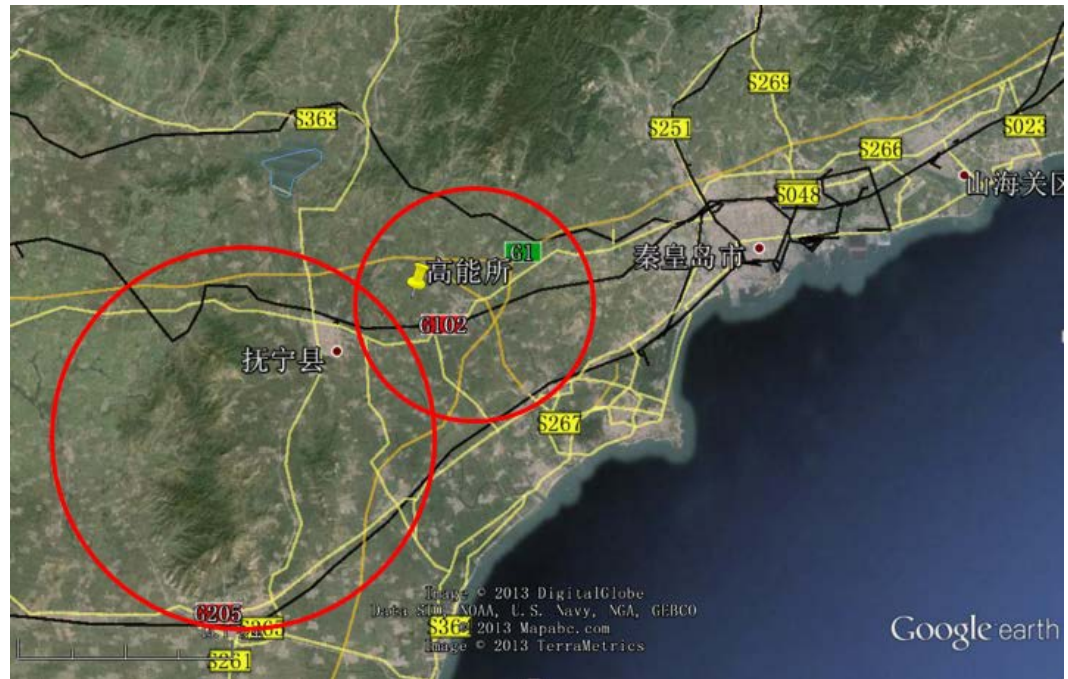 S269
S363
S251
S023
S266
山海关区
S048
G1
秦皇岛市
高能所
G102
抚宁县
S267
Image © 2013 DigitalGlobe
Data SIO, NOAA, U.S. Navy, NGA, GEBCO
© 2013 Mapabc.com
Image © 2013 TerraMetrics
G205
S261
Google earth